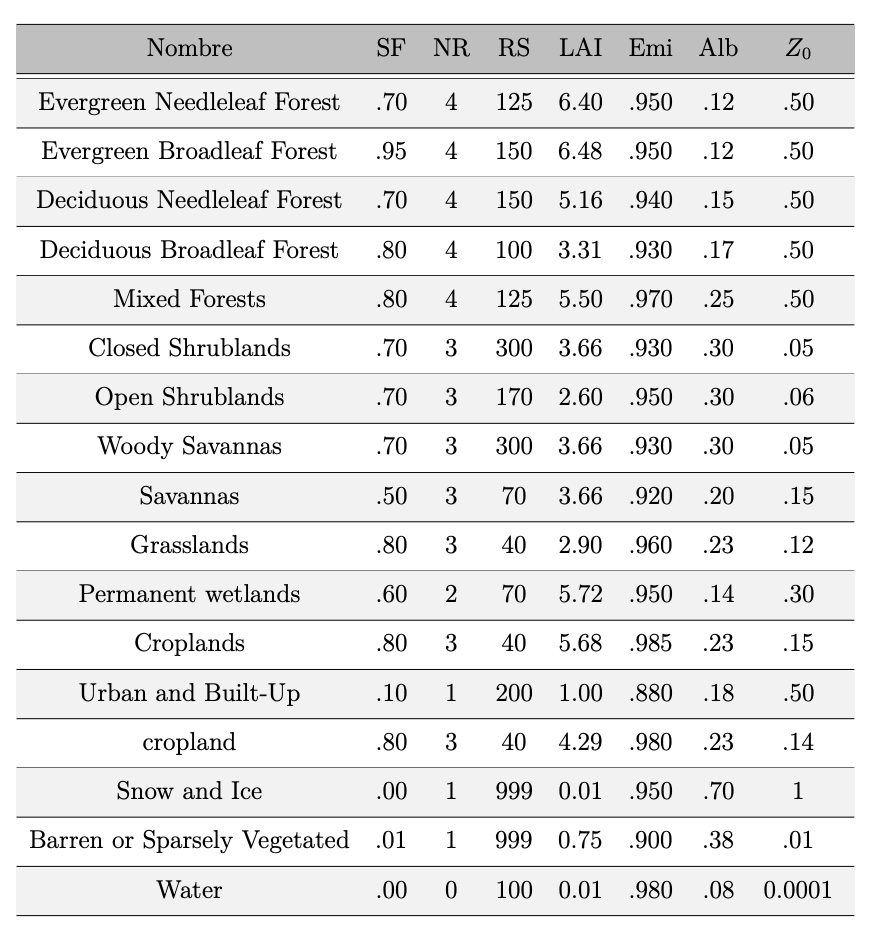 Nombre SF NR RS LAI Emi Alb Z₀
Evergreen Needleleaf Forest .70 4 125 6.40 .950 .12 .50
Evergreen Broadleaf Forest .95 4 150 6.48 .950 .12 .50
Deciduous Needleleaf Forest .70 4 150 5.16 .940 .15 .50
Deciduous Broadleaf Forest .80 4 100 3.31 .930 .17 .50
Mixed Forests .80 4 125 5.50 .970 .25 .50
Closed Shrublands .70 3 300 3.66 .930 .30 .05
Open Shrublands .70 3 170 2.60 .950 .30 .06
Woody Savannas .70 3 300 3.66 .930 .30 .05
Savannas .50 3 70 3.66 .920 .20 .15
Grasslands .80 3 40 2.90 .960 .23 .12
Permanent wetlands .60 2 70 5.72 .950 .14 .30
Croplands .80 3 40 5.68 .985 .23 .15
Urban and Built-Up .10 1 200 1.00 .880 .18 .50
cropland .80 3 40 4.29 .980 .23 .14
Snow and Ice .00 1 999 0.01 .950 .70 1
Barren or Sparsely Vegetated .01 1 999 0.75 .900 .38 .01
Water .00 0 100 0.01 .980 .08 0.0001